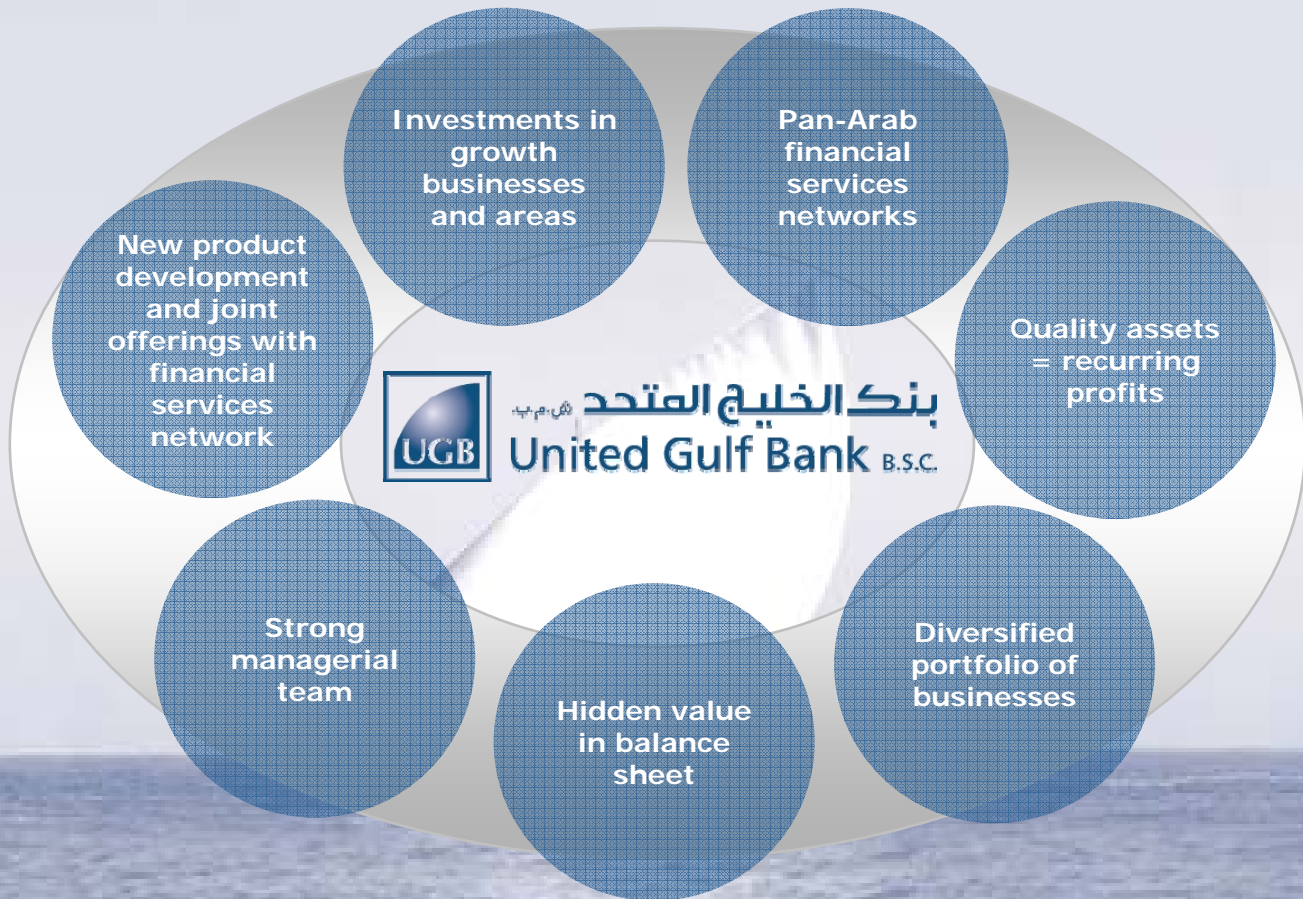 Investments in
growth
businesses
and areas
Pan-Arab
financial
services
networks
New product
development
and joint
offerings with
financial
services
network
Quality assets
= recurring
profits
بنك الخليج المتحد ش.م.ب.
UGB
United Gulf Bank B.S.C.
Strong
managerial
team
Diversified
portfolio of
businesses
Hidden value
in balance
sheet